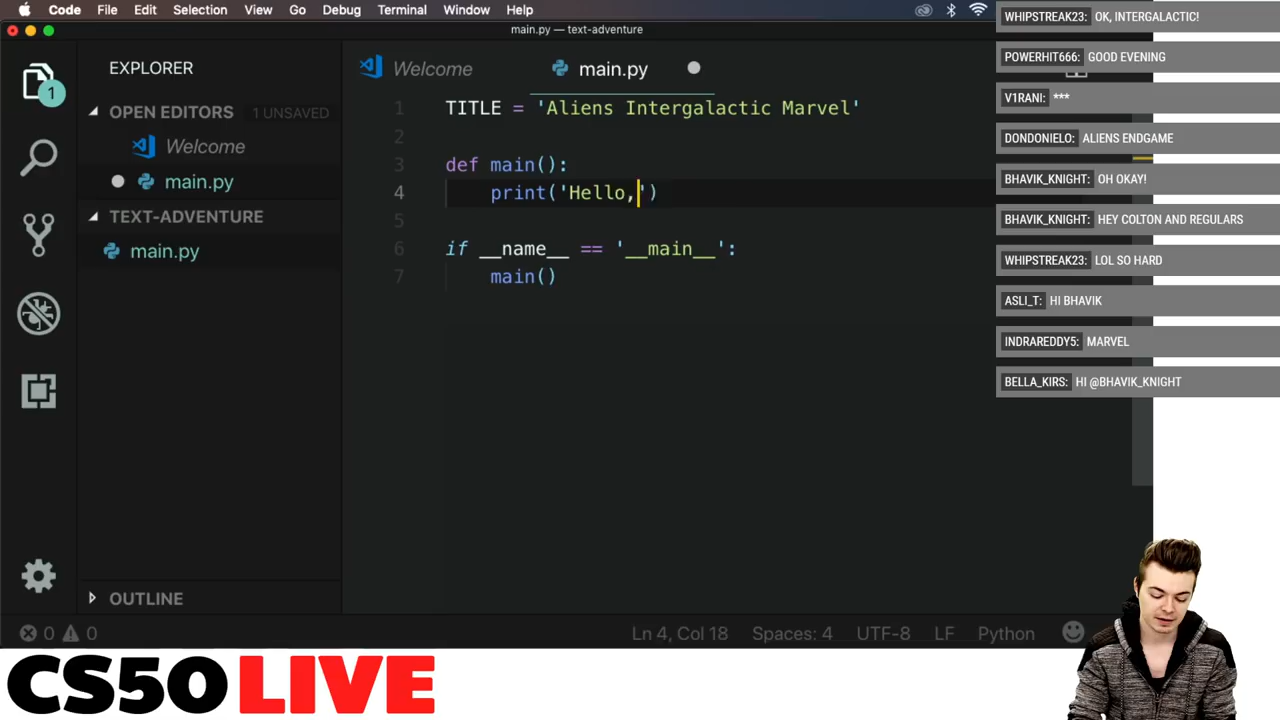 Code File Edit Selection View Go Debug Terminal Window Help
main.py — text-adventure
EXPLORER
OPEN EDITORS 1 UNSAVED
Welcome
main.py
TEXT-ADVENTURE
main.py
OUTLINE
1
Welcome main.py
1 TITLE = 'Aliens Intergalactic Marvel'
2
3 def main():
4 print('Hello,')
5
6 if __name__ == '__main__':
7 main()
0 0 Ln 4, Col 18 Spaces: 4 UTF-8 LF Python
WHIPSTREAK23: OK, INTERGALACTIC!
POWERHIT666: GOOD EVENING
V1RANI: ***
DONDONIELO: ALIENS ENDGAME
BHAVIK_KNIGHT: OH OKAY!
BHAVIK_KNIGHT: HEY COLTON AND REGULARS
WHIPSTREAK23: LOL SO HARD
ASLI_T: HI BHAVIK
INDRAREDDY5: MARVEL
BELLA_KIRS: HI @BHAVIK_KNIGHT
CS50 LIVE